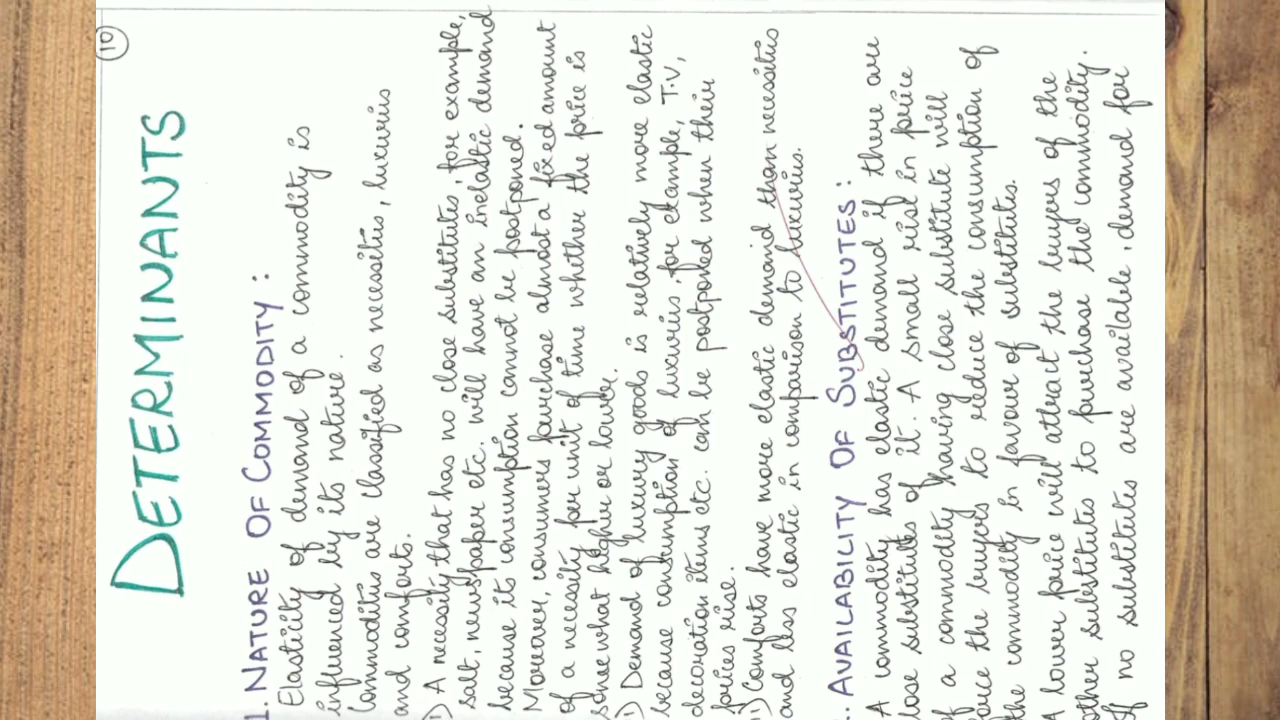 10
DETERMINANTS
1. NATURE OF COMMODITY :
Elasticity of demand of a commodity is
influenced by its nature.
Commodities are classified as necessities, luxuries
and comforts.
i) A necessity that has no close substitutes, for example,
salt, newspaper etc. will have an inelastic demand
because its consumption cannot be postponed.
Moreover, consumers purchase almost a fixed amount
of a necessity per unit of time whether the price is
somewhat higher or lower.
i) Demand of luxury goods is relatively more elastic
because consumption of luxuries, for example, T.V,
decoration items etc. can be postponed when their
prices rise.
i) Comforts have more elastic demand than necessities
and less elastic in comparison to luxuries.
. AVAILABILITY OF SUBSTITUTES :
A commodity has elastic demand if there are
lose substitutes of it. A small rise in price
of a commodity having close substitute will
orce the buyers to reduce the consumption of
the commodity in favour of substitutes.
A lower price will attract the buyers of the
other substitutes to purchase the commodity.
If no substitutes are available, demand for